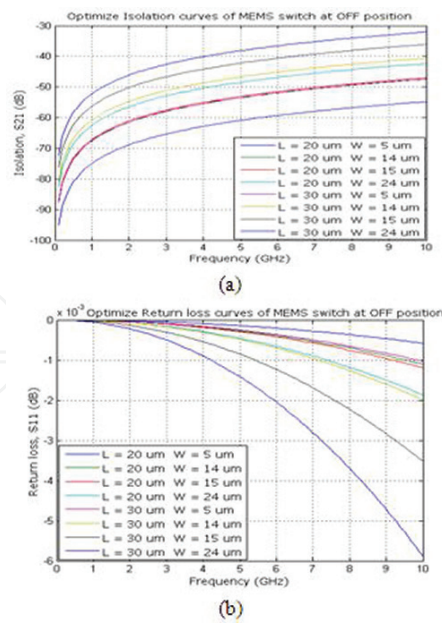 Optimize Isolation curves of MEMS switch at OFF position
-30
-40
-50
-60
-70
-80
-90
-100
Isolation, S21 (dB)
L = 20 um W = 5 um
L = 20 um W = 14 um
L = 20 um W = 15 um
L = 20 um W = 24 um
L = 30 um W = 5 um
L = 30 um W = 14 um
L = 30 um W = 15 um
L = 30 um W = 24 um
0 1 2 3 4 5 6 7 8 9 10
Frequency (GHz)
(a)
x 10⁻³ Optimize Return loss curves of MEMS switch at OFF position
0
-1
-2
-3
-4
-5
-6
Return loss, S11 (dB)
L = 20 um W = 5 um
L = 20 um W = 14 um
L = 20 um W = 15 um
L = 20 um W = 24 um
L = 30 um W = 5 um
L = 30 um W = 14 um
L = 30 um W = 15 um
L = 30 um W = 24 um
0 1 2 3 4 5 6 7 8 9 10
Frequency (GHz)
(b)